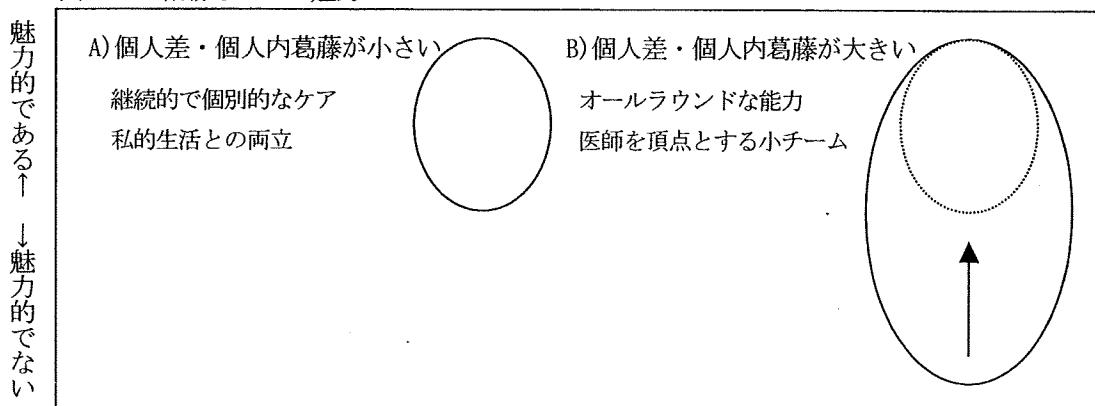 魅力的である↑ ↓魅力的でない
A)個人差・個人内葛藤が小さい
継続的で個別的なケア
私的生活との両立
B)個人差・個人内葛藤が大きい
オールラウンドな能力
医師を頂点とする小チーム